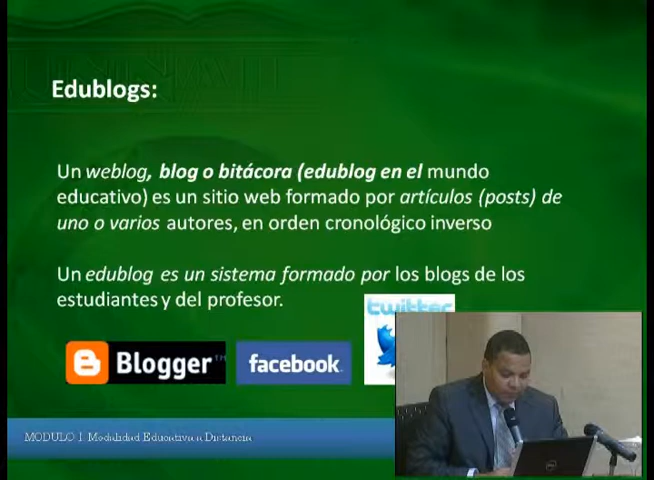 Edublogs:
Un weblog, blog o bitácora (edublog en el mundo
educativo) es un sitio web formado por artículos (posts) de
uno o varios autores, en orden cronológico inverso
Un edublog es un sistema formado por los blogs de los
estudiantes y del profesor.
twitter
Blogger™
facebook
MODULO I. Modalidad Educativa a Distancia
DELL